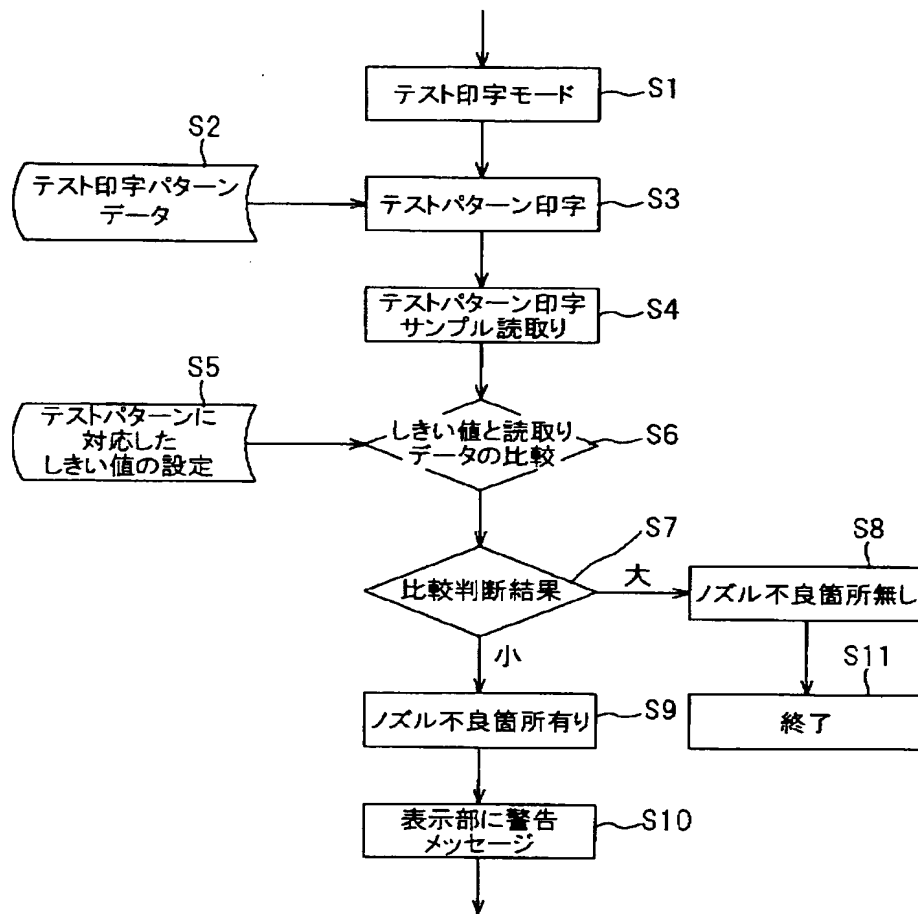 テスト印字モード
S1
S2
テスト印字パターン
データ
テストパターン印字
S3
テストパターン印字
サンプル読取り
S4
S5
テストパターンに
対応した
しきい値の設定
しきい値と読取り
データの比較
S6
比較判断結果
S7
大
S8
ノズル不良箇所無し
小
S11
終了
ノズル不良箇所有り
S9
表示部に警告
メッセージ
S10